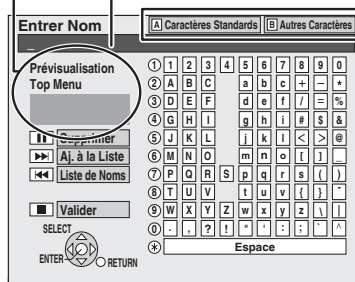 Entrer Nom
A Caractères Standards B Autres Caractères
_
Prévisualisation
Top Menu
Supprimer
Aj. à la Liste
Liste de Noms
Valider
SELECT
ENTER
RETURN
1 1 2 3 4 5 6 7 8 9 0
2 A B C a b c + - *
3 D E F d e f / = %
4 G H I g h i # $ &
5 J K L j k l < > @
6 M N O m n o [ ] _
7 P Q R S p q r s ( )
8 T U V t u v { } ¯
9 W X Y Z w x y z \ |
0 . , ? ! " ' : ; ` ^
* Espace